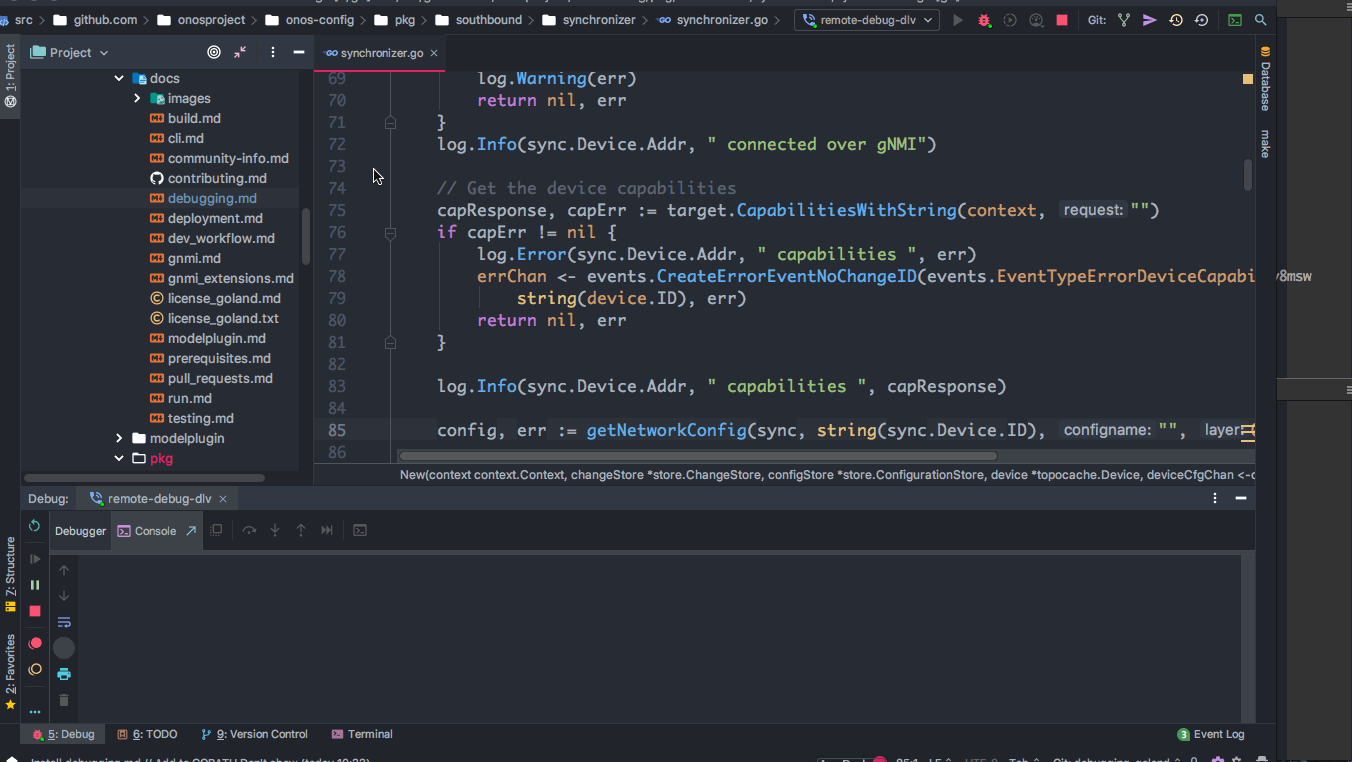 src github.com onosproject onos-config pkg southbound synchronizer synchronizer.go remote-debug-dlv Git:
1: Project
Project
synchronizer.go
docs
images
build.md
cli.md
community-info.md
contributing.md
debugging.md
deployment.md
dev_workflow.md
gnmi.md
gnmi_extensions.md
license_goland.md
license_goland.txt
modelplugin.md
prerequisites.md
pull_requests.md
run.md
testing.md
modelplugin
pkg
69 log.Warning(err)
70 return nil, err
71 }
72 log.Info(sync.Device.Addr, " connected over gNMI")
73
74 // Get the device capabilities
75 capResponse, capErr := target.CapabilitiesWithString(context, request: "")
76 if capErr != nil {
77 log.Error(sync.Device.Addr, " capabilities ", err)
78 errChan <- events.CreateErrorEventNoChangeID(events.EventTypeErrorDeviceCapabi
79 string(device.ID), err)
80 return nil, err
81 }
82
83 log.Info(sync.Device.Addr, " capabilities ", capResponse)
84
85 config, err := getNetworkConfig(sync, string(sync.Device.ID), configname: "", layer:
86
New(context context.Context, changeStore *store.ChangeStore, configStore *store.ConfigurationStore, device *topocache.Device, deviceCfgChan <-c
Database
make
v8msw
Debug: remote-debug-dlv
Debugger Console
Z: Structure
2: Favorites
5: Debug 6: TODO 9: Version Control Terminal 3 Event Log